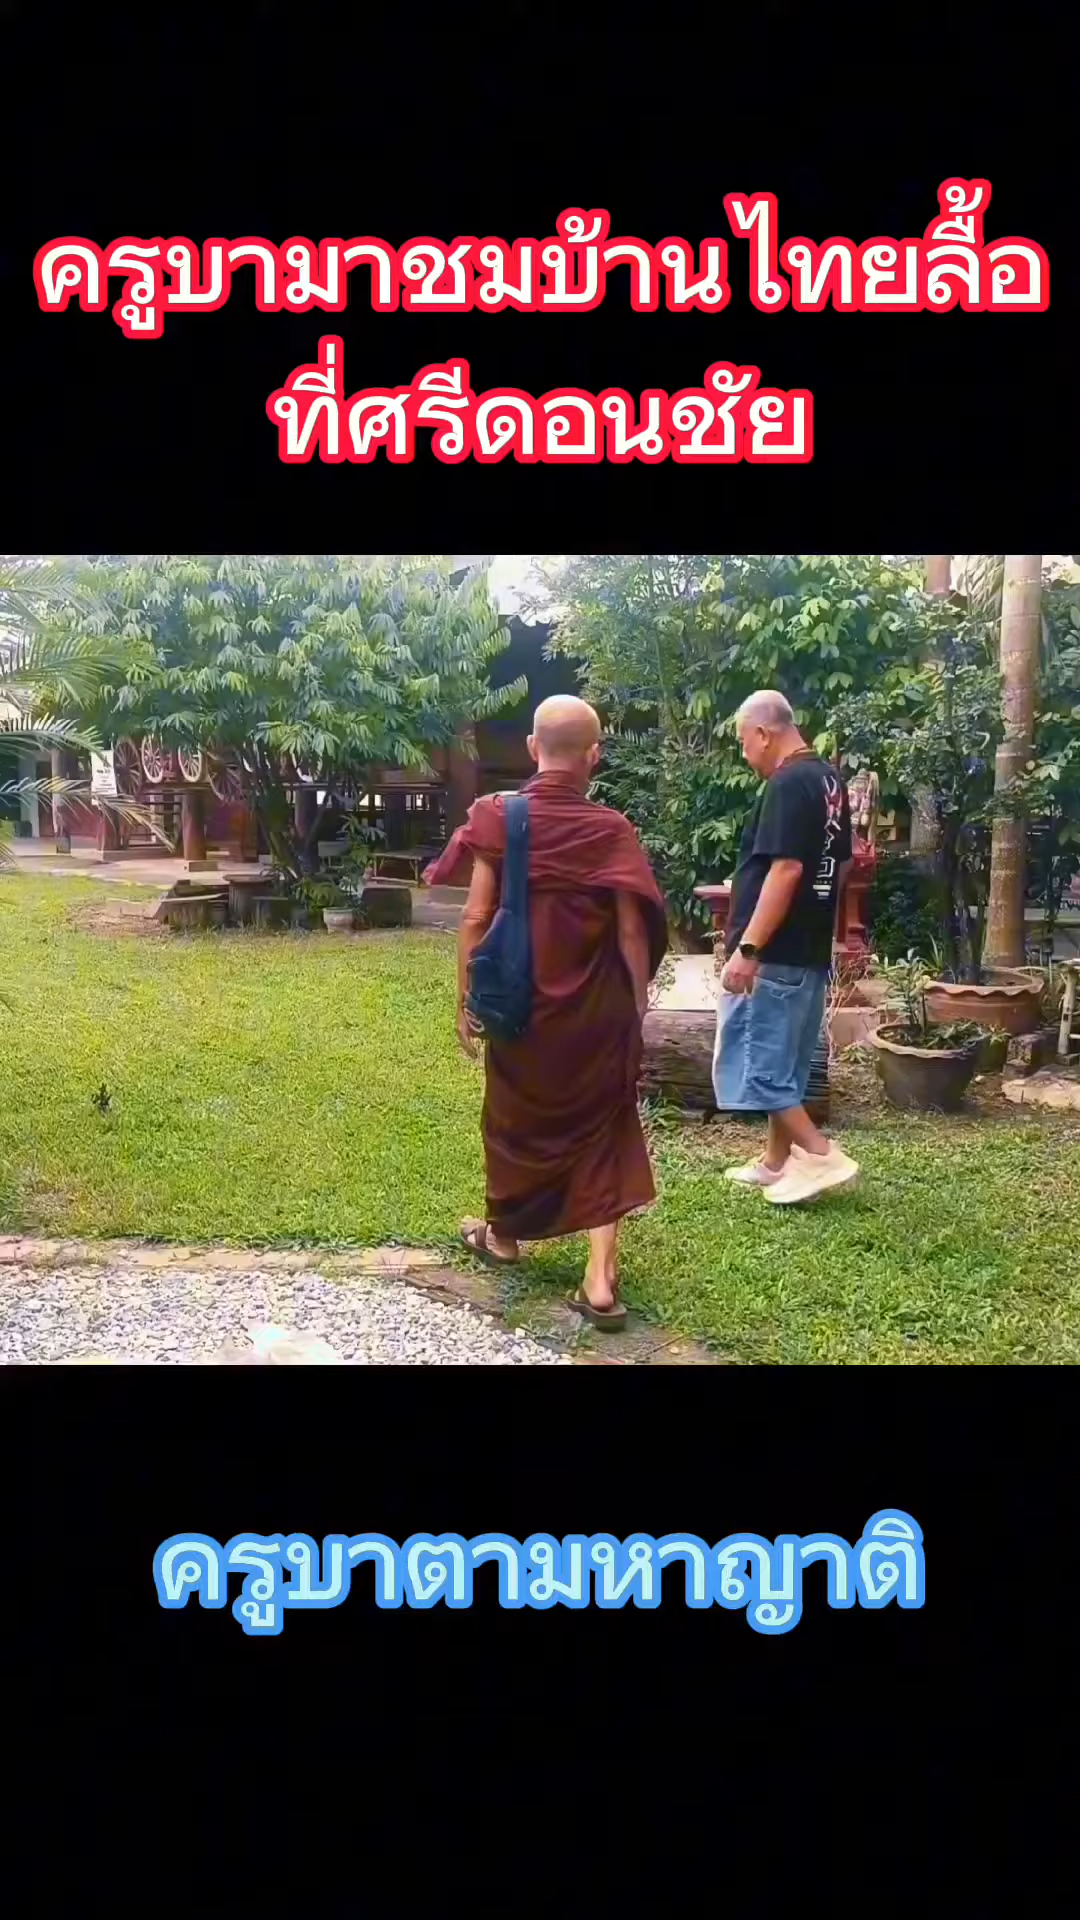 ครูบามาชมบ้านไทยลื้อ
ที่ศรีดอนชัย
ครูบาตามหาญาติ